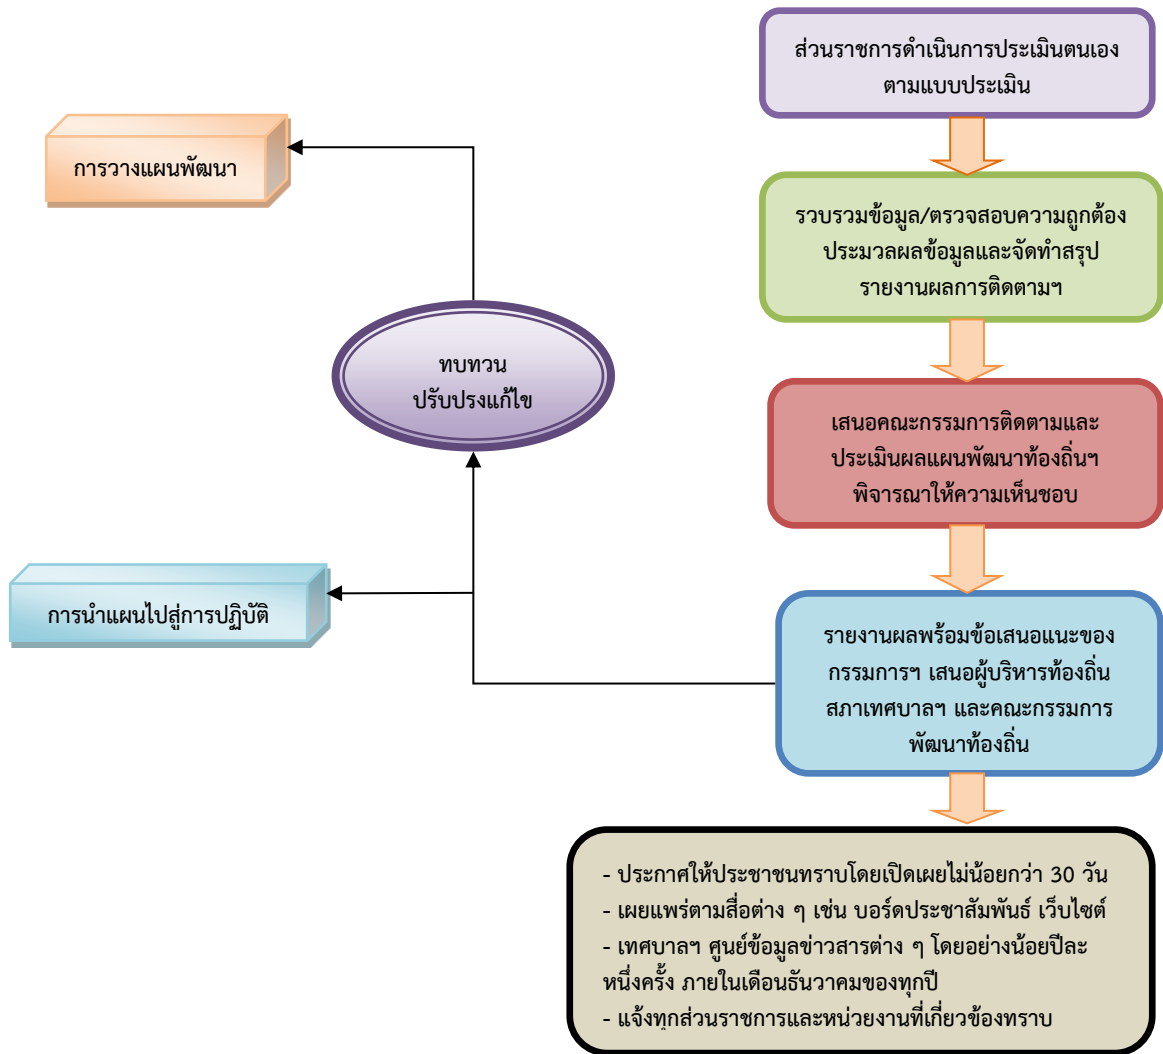 ส่วนราชการดำเนินการประเมินตนเอง
ตามแบบประเมิน
การวางแผนพัฒนา
รวบรวมข้อมูล/ตรวจสอบความถูกต้อง
ประมวลผลข้อมูลและจัดทำสรุป
รายงานผลการติดตามฯ
ทบทวน
ปรับปรุงแก้ไข
เสนอคณะกรรมการติดตามและ
ประเมินผลแผนพัฒนาท้องถิ่นฯ
พิจารณาให้ความเห็นชอบ
การนำแผนไปสู่การปฏิบัติ
รายงานผลพร้อมข้อเสนอแนะของ
กรรมการฯ เสนอผู้บริหารท้องถิ่น
สภาเทศบาลฯ และคณะกรรมการ
พัฒนาท้องถิ่น
- ประกาศให้ประชาชนทราบโดยเปิดเผยไม่น้อยกว่า 30 วัน
- เผยแพร่ตามสื่อต่าง ๆ เช่น บอร์ดประชาสัมพันธ์ เว็บไซต์
- เทศบาลฯ ศูนย์ข้อมูลข่าวสารต่าง ๆ โดยอย่างน้อยปีละ
หนึ่งครั้ง ภายในเดือนธันวาคมของทุกปี
- แจ้งทุกส่วนราชการและหน่วยงานที่เกี่ยวข้องทราบ